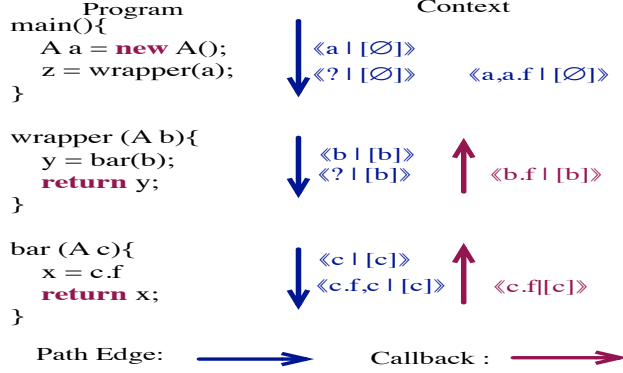 Program Context
main(){
A a = new A(); ⟪a | [∅]⟫
z = wrapper(a); ⟪? | [∅]⟫ ⟪a,a.f | [∅]⟫
}
wrapper (A b){
y = bar(b); ⟪b | [b]⟫
return y; ⟪? | [b]⟫ ⟪b.f | [b]⟫
}
bar (A c){
x = c.f ⟪c | [c]⟫
return x; ⟪c.f,c | [c]⟫ ⟪c.f|[c]⟫
}
Path Edge: Callback :